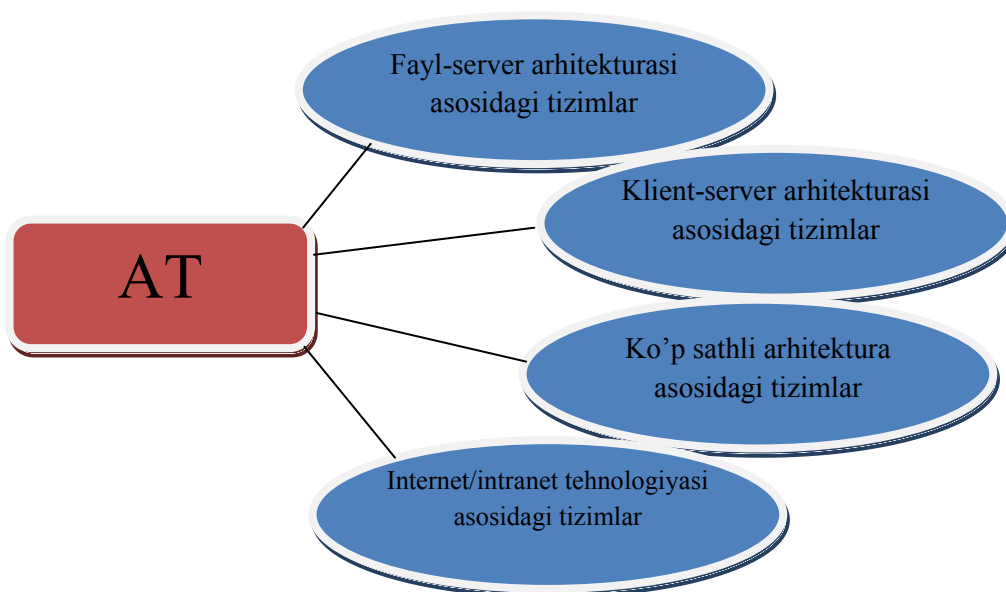 Fayl-server arhitekturasi
asosidagi tizimlar
Klient-server arhitekturasi
asosidagi tizimlar
AT
Ko’p sathli arhitektura
asosidagi tizimlar
Internet/intranet tehnologiyasi
asosidagi tizimlar